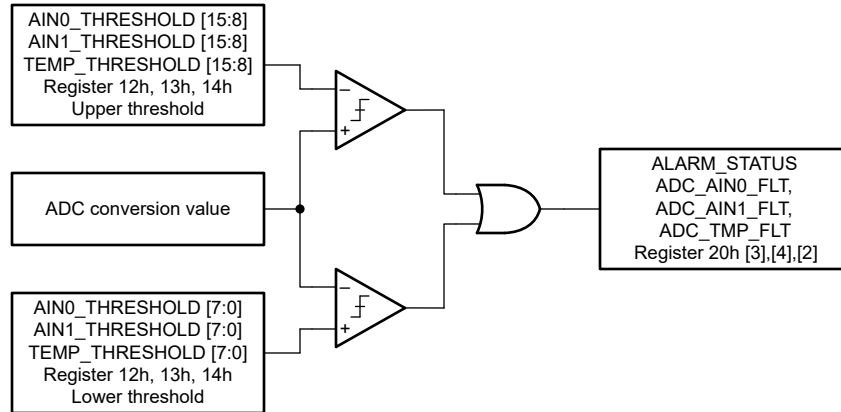 AIN0_THRESHOLD [15:8]
AIN1_THRESHOLD [15:8]
TEMP_THRESHOLD [15:8]
Register 12h, 13h, 14h
Upper threshold
−
+
ADC conversion value
ALARM_STATUS
ADC_AIN0_FLT,
ADC_AIN1_FLT,
ADC_TMP_FLT
Register 20h [3],[4],[2]
AIN0_THRESHOLD [7:0]
AIN1_THRESHOLD [7:0]
TEMP_THRESHOLD [7:0]
Register 12h, 13h, 14h
Lower threshold
−
+